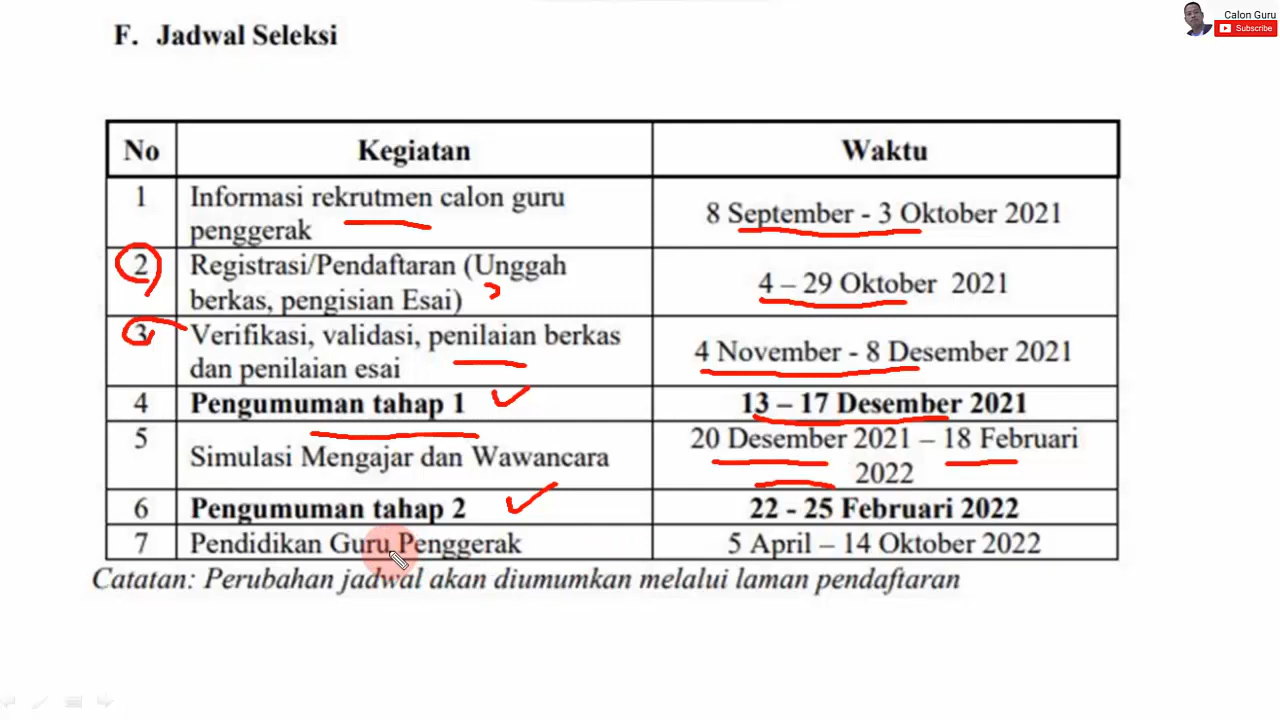 Calon Guru
Subscribe
F. Jadwal Seleksi
No Kegiatan Waktu
1 Informasi rekrutmen calon guru
penggerak
8 September - 3 Oktober 2021
2 Registrasi/Pendaftaran (Unggah
berkas, pengisian Esai)
4 – 29 Oktober 2021
3 Verifikasi, validasi, penilaian berkas
dan penilaian esai
4 November - 8 Desember 2021
4 Pengumuman tahap 1 13 – 17 Desember 2021
5 Simulasi Mengajar dan Wawancara
20 Desember 2021 – 18 Februari
2022
6 Pengumuman tahap 2 22 - 25 Februari 2022
7 Pendidikan Guru Penggerak 5 April – 14 Oktober 2022
Catatan: Perubahan jadwal akan diumumkan melalui laman pendaftaran